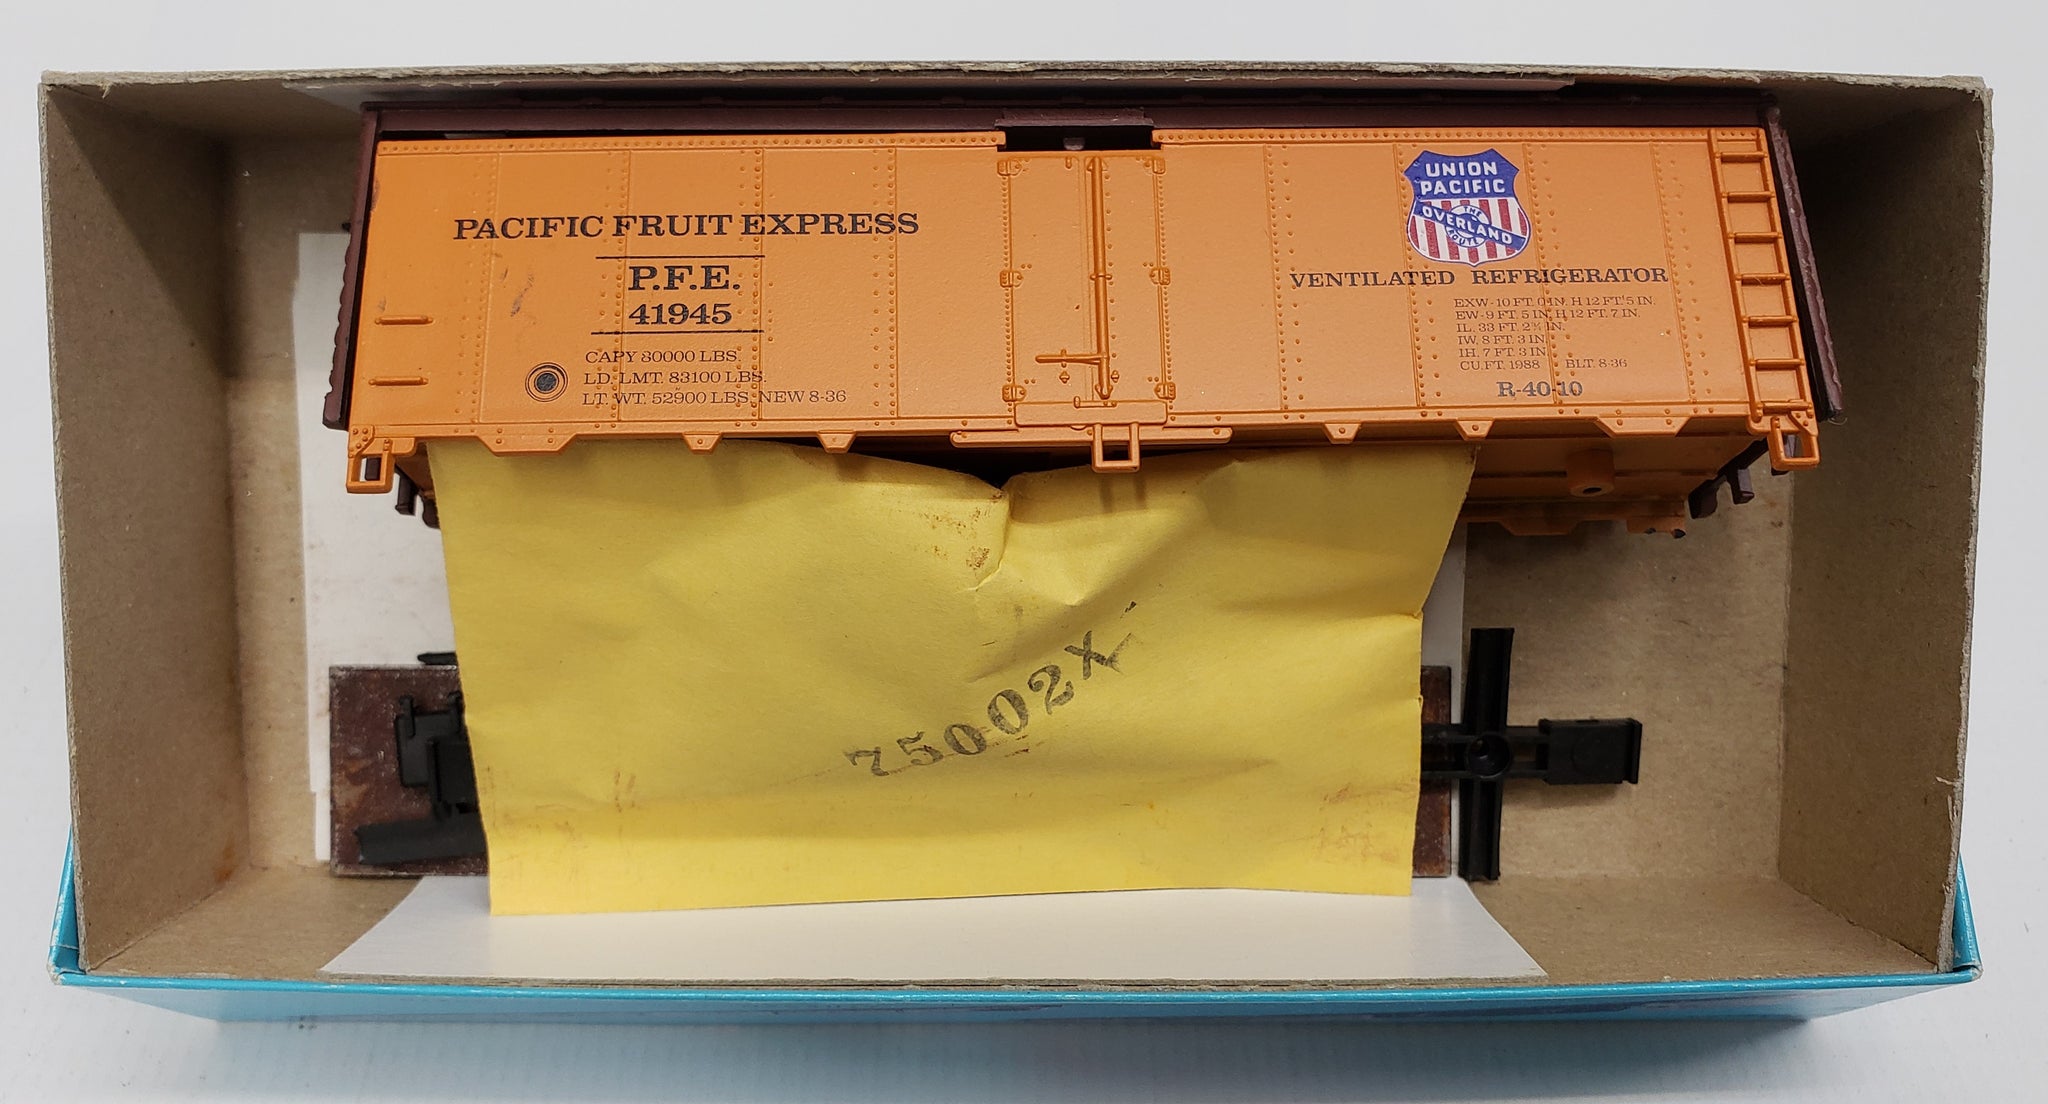 PACIFIC FRUIT EXPRESS
P.F.E.
41945
CAPY 80000 LBS.
LD. LMT. 83100 LBS.
LT. WT. 52900 LBS. NEW 8-36
UNION
PACIFIC
THE
OVERLAND
ROUTE
VENTILATED REFRIGERATOR
EXW-10 FT. 0 IN. H 12 FT. 5 IN.
EW-9 FT. 5 IN. H 12 FT. 7 IN.
IL. 33 FT. 2¾ IN.
IW. 8 FT. 3 IN.
IH. 7 FT. 3 IN.
CU. FT. 1988 BLT. 8-36
R-40-10
75002X